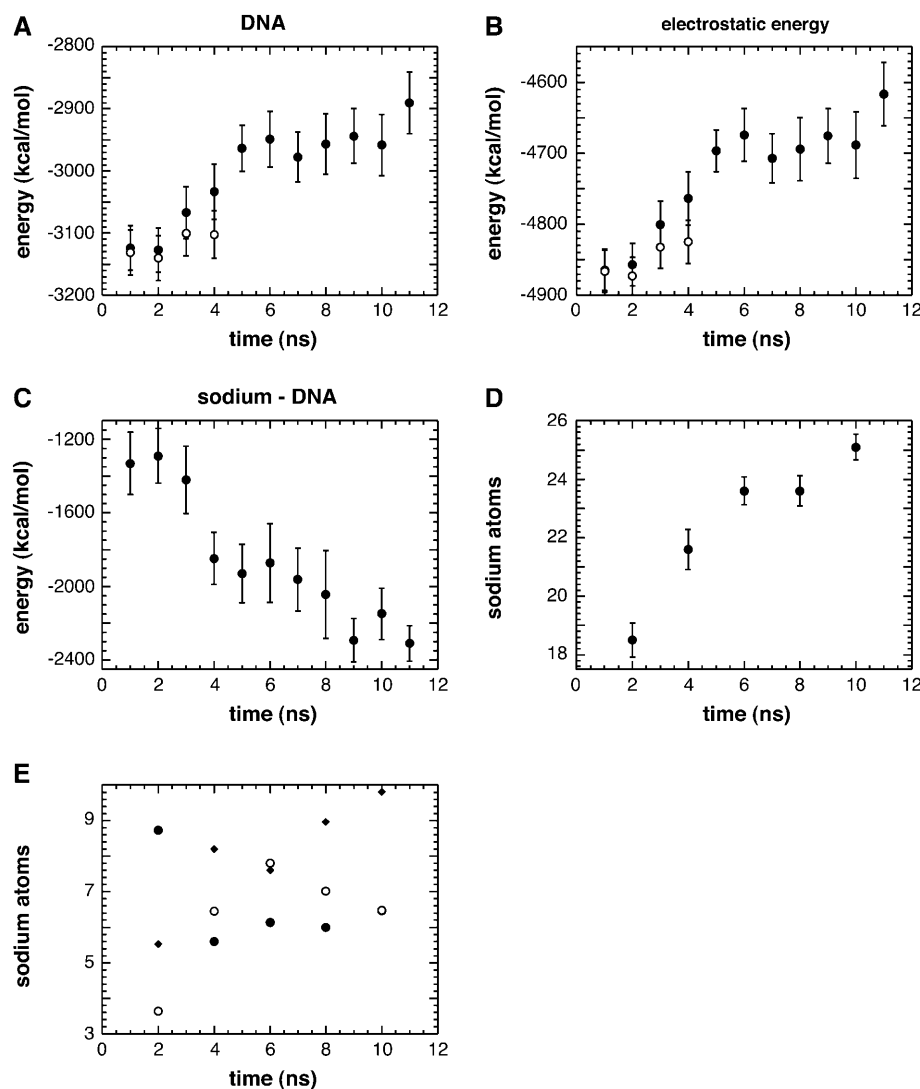 A
DNA
energy (kcal/mol)
-2800
-2900
-3000
-3100
-3200
0 2 4 6 8 10 12
time (ns)
B
electrostatic energy
energy (kcal/mol)
-4600
-4700
-4800
-4900
0 2 4 6 8 10 12
time (ns)
C
sodium - DNA
energy (kcal/mol)
-1200
-1600
-2000
-2400
0 2 4 6 8 10 12
time (ns)
D
sodium atoms
26
24
22
20
18
0 2 4 6 8 10 12
time (ns)
E
sodium atoms
9
7
5
3
0 2 4 6 8 10 12
time (ns)